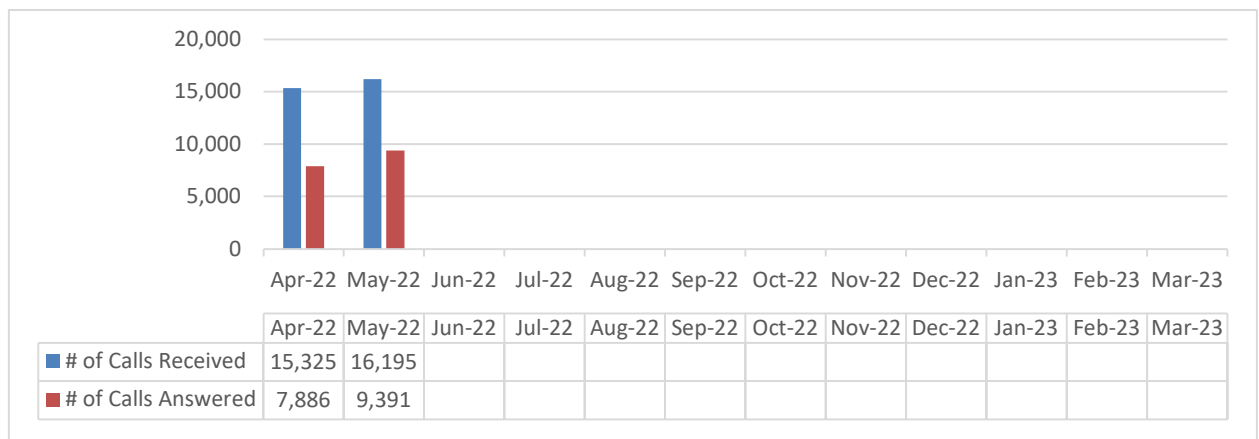 20,000
15,000
10,000
5,000
0
Apr-22 May-22 Jun-22 Jul-22 Aug-22 Sep-22 Oct-22 Nov-22 Dec-22 Jan-23 Feb-23 Mar-23
Apr-22 May-22 Jun-22 Jul-22 Aug-22 Sep-22 Oct-22 Nov-22 Dec-22 Jan-23 Feb-23 Mar-23
# of Calls Received 15,325 16,195
# of Calls Answered 7,886 9,391